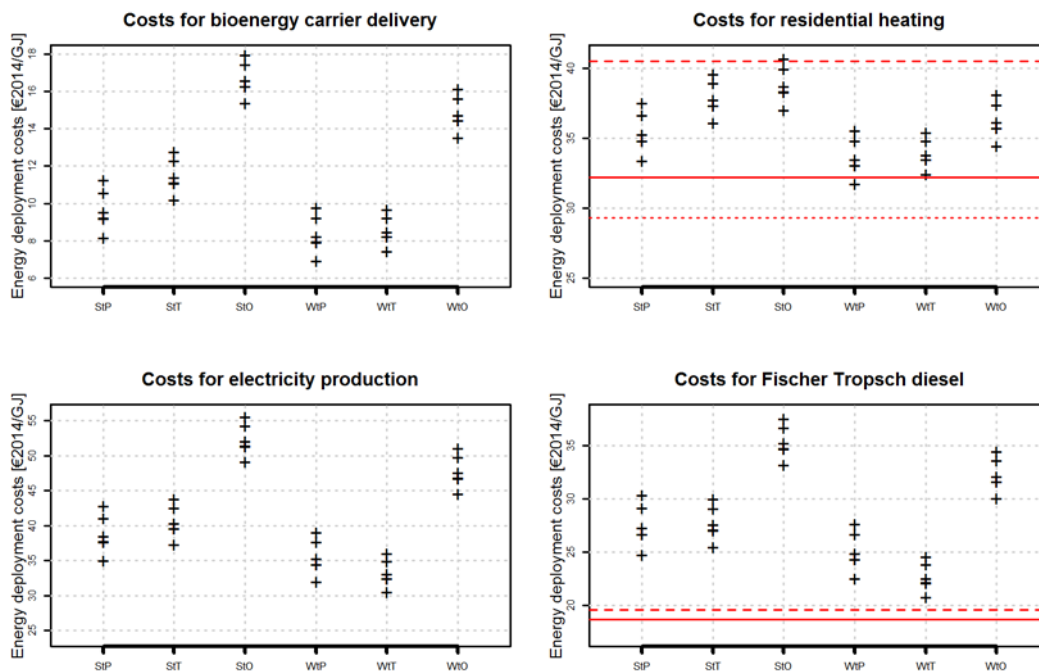 Costs for bioenergy carrier delivery
Energy deployment costs [€2014/GJ]
18
16
14
12
10
8
6
StP StT StO WtP WtT WtO
Costs for residential heating
Energy deployment costs [€2014/GJ]
40
35
30
25
StP StT StO WtP WtT WtO
Costs for electricity production
Energy deployment costs [€2014/GJ]
55
50
45
40
35
30
25
StP StT StO WtP WtT WtO
Costs for Fischer Tropsch diesel
Energy deployment costs [€2014/GJ]
35
30
25
20
StP StT StO WtP WtT WtO